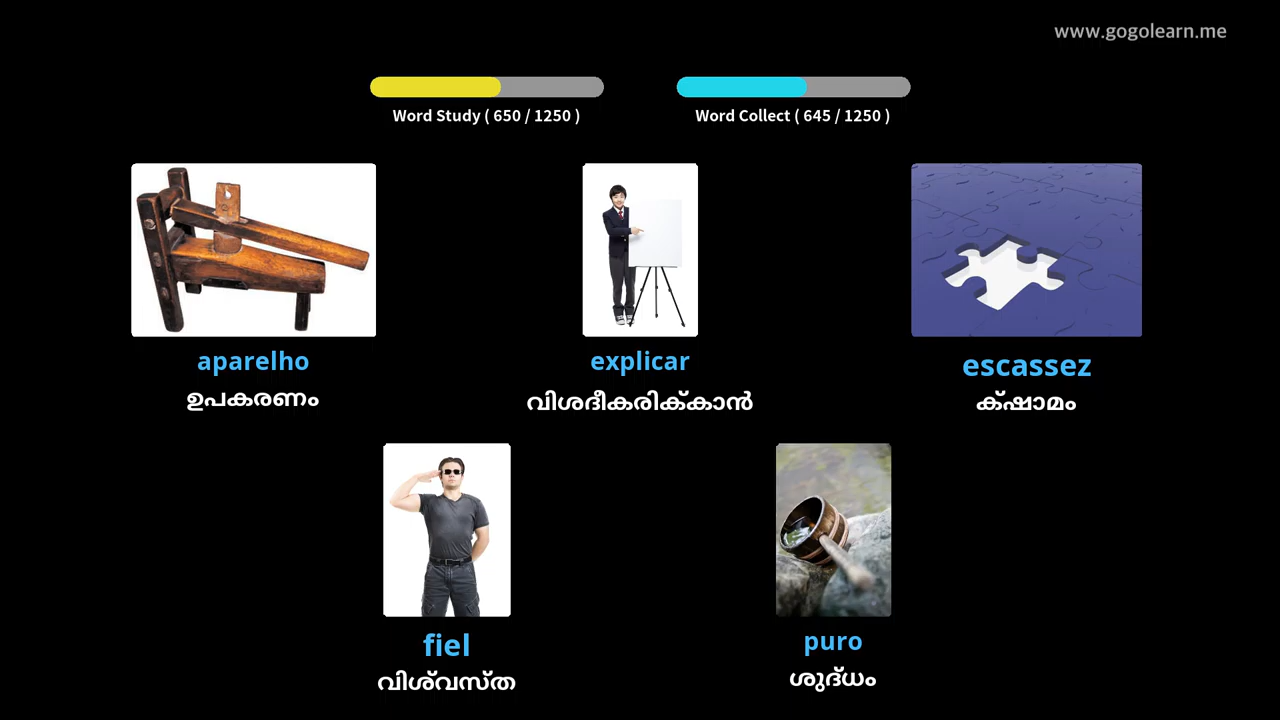 www.gogolearn.me
Word Study ( 650 / 1250 )
Word Collect ( 645 / 1250 )
aparelho
ഉപകരണം
explicar
വിശദീകരിക്കാൻ
escassez
ക്ഷാമം
fiel
വിശ്വസ്ത
puro
ശുദ്ധം